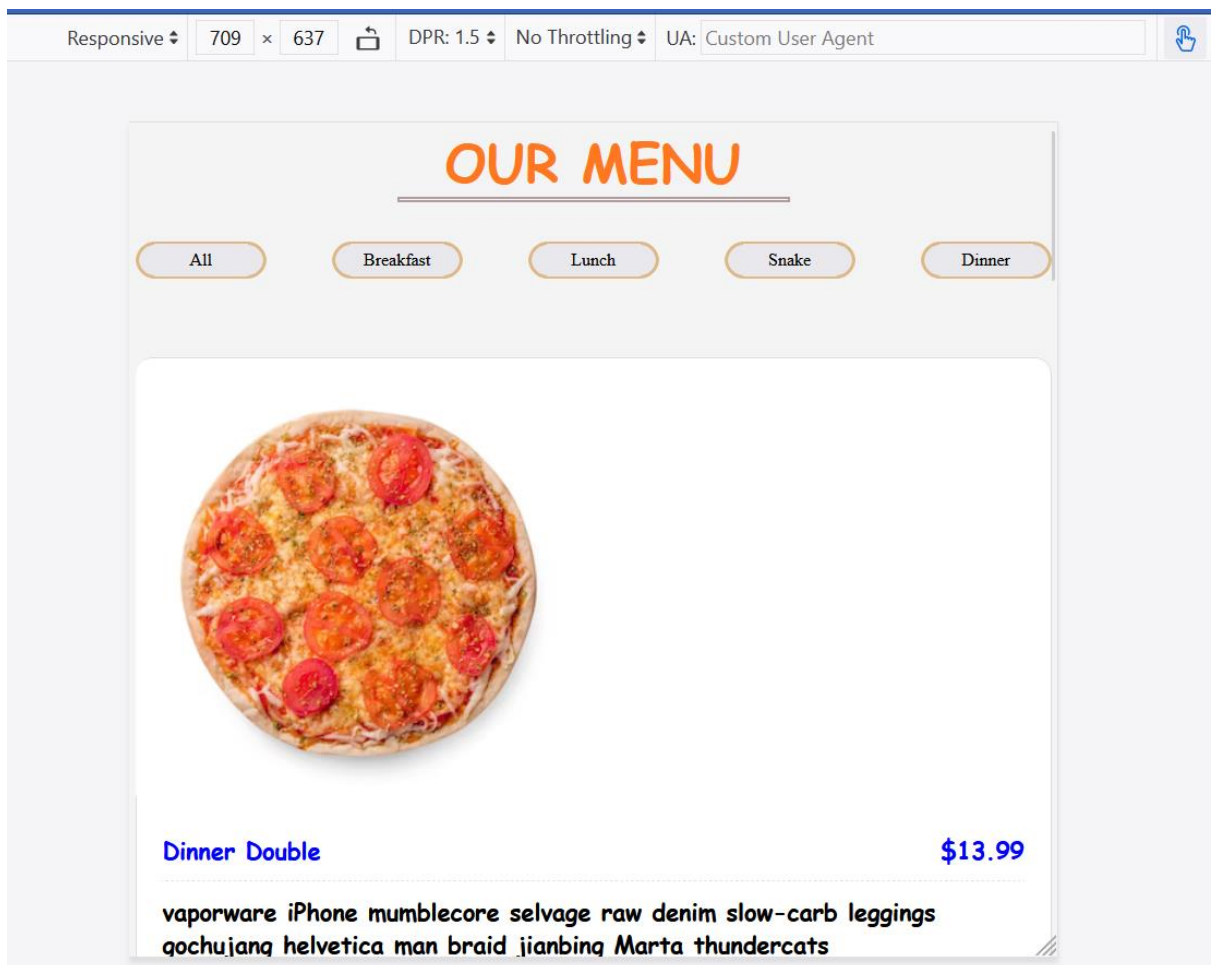 Responsive 709 × 637 DPR: 1.5 No Throttling UA: Custom User Agent
OUR MENU
All Breakfast Lunch Snake Dinner
Dinner Double $13.99
vaporware iPhone mumblecore selvage raw denim slow-carb leggings
gochujang helvetica man braid jianbing Marta thundercats